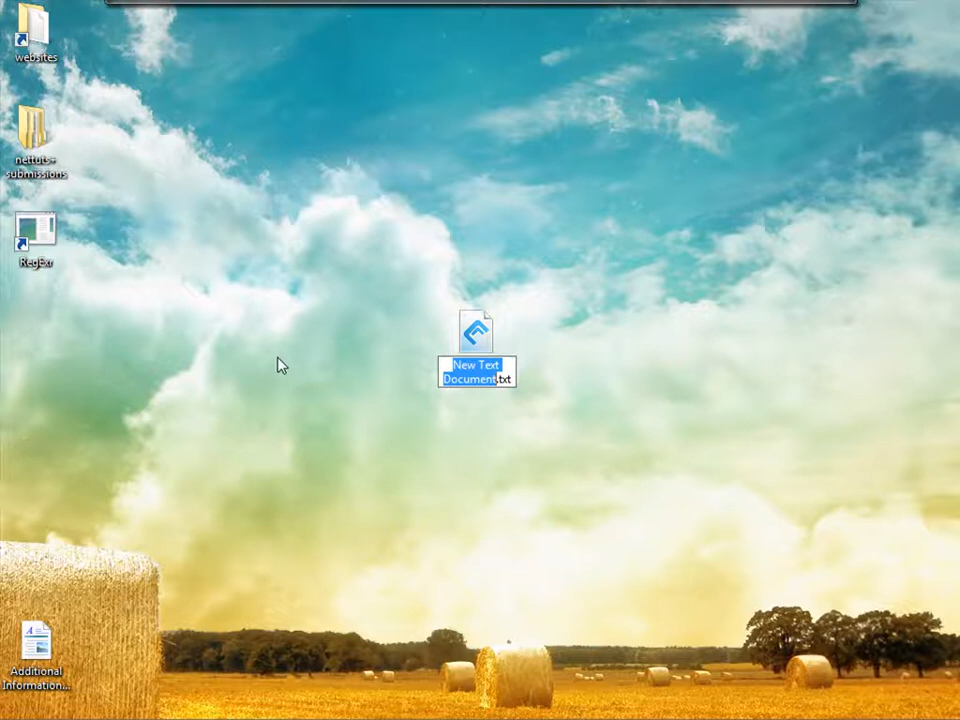 websites
nettuts+
submissions
RegExr
New Text
Document.txt
Additional
Information...